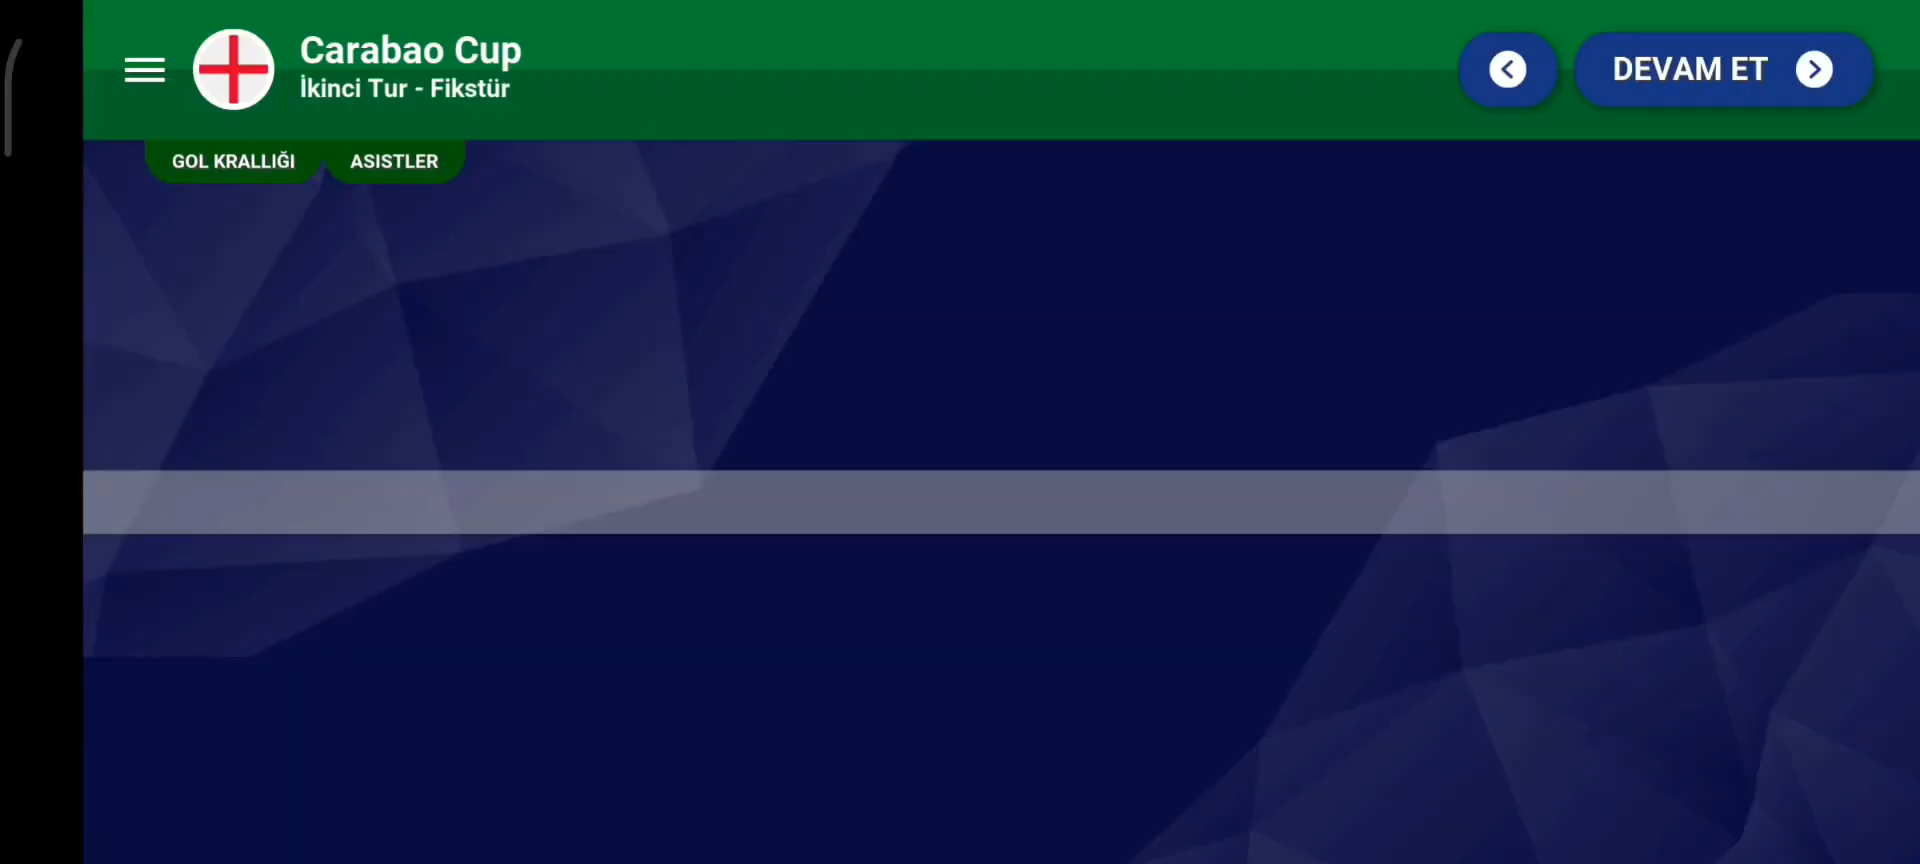 Carabao Cup
İkinci Tur - Fikstür
DEVAM ET
GOL KRALLIĞI
ASISTLER